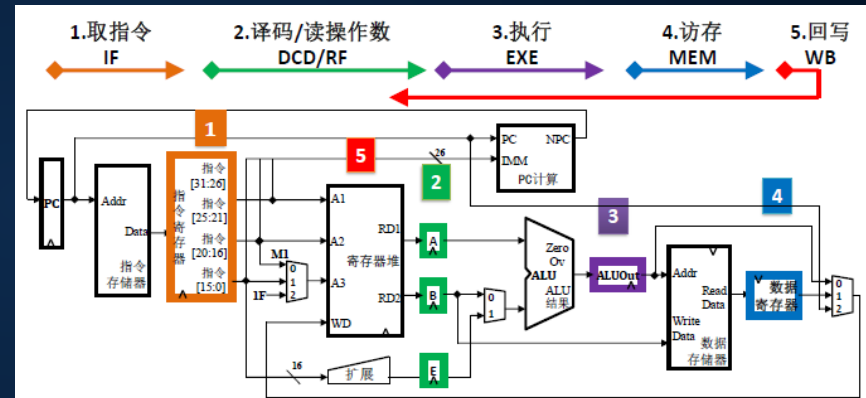 1.取指令
IF
2.译码/读操作数
DCD/RF
3.执行
EXE
4.访存
MEM
5.回写
WB
1
5
26
2
PC
NPC
IMM
PC计算
3
4
PC
Addr
Data
指令
存储器
指令寄存器
指令
[31:26]
指令
[25:21]
指令
[20:16]
指令
[15:0]
M1
0
1
2
1F
A1
A2
A3
WD
RD1
RD2
寄存器堆
A
B
E
16
扩展
0
1
Zero
Ov
ALU
ALU
结果
ALUOut
Addr
Read
Data
Write
Data
数据
存储器
数据
寄存器
0
1
2